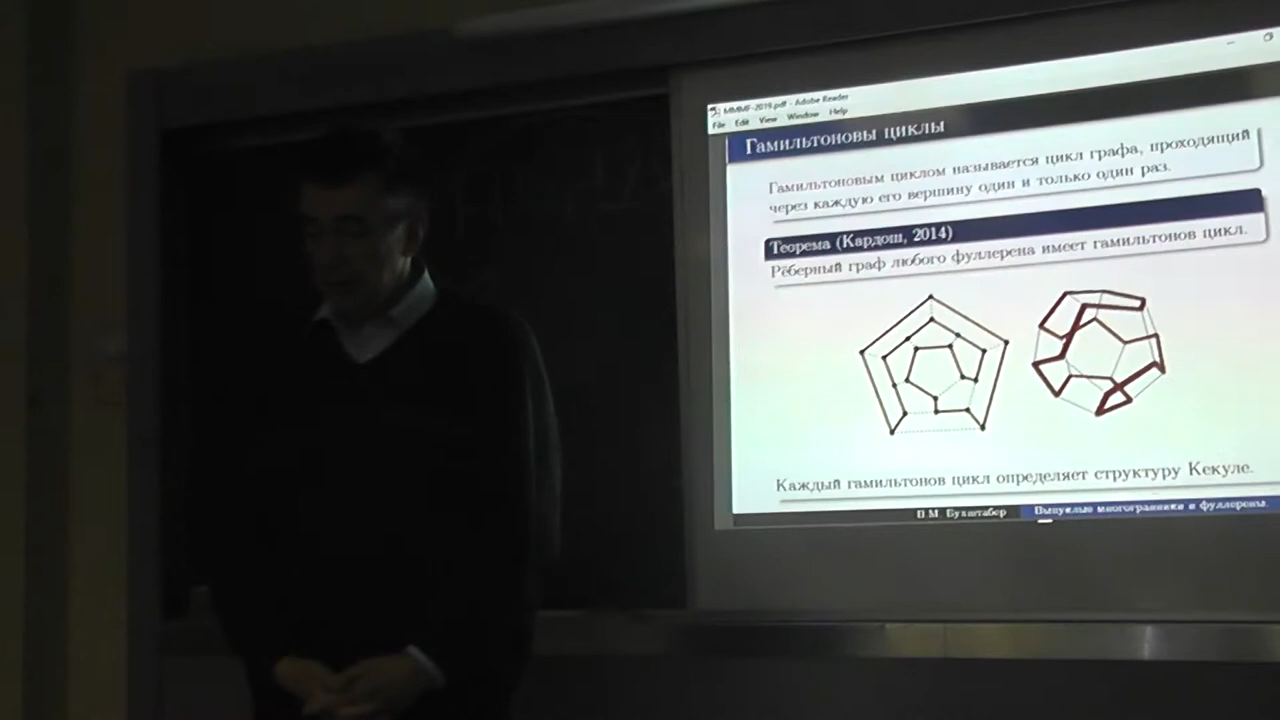 MMMF-2019.pdf - Adobe Reader
File Edit View Window Help
Гамильтоновы циклы
Гамильтоновым циклом называется цикл графа, проходящий
через каждую его вершину один и только один раз.
Теорема (Кардош, 2014)
Рёберный граф любого фуллерена имеет гамильтонов цикл.
Каждый гамильтонов цикл определяет структуру Кекуле.
В.М. Бухштабер Выпуклые многогранники и фуллерены.